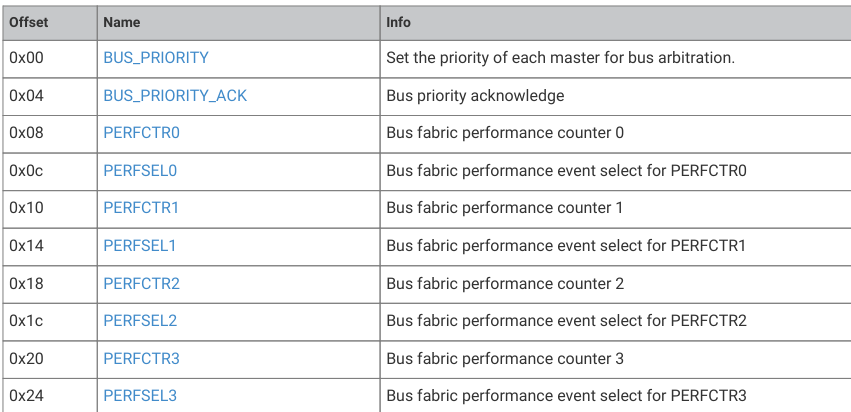 Offset Name Info
0x00 BUS_PRIORITY Set the priority of each master for bus arbitration.
0x04 BUS_PRIORITY_ACK Bus priority acknowledge
0x08 PERFCTR0 Bus fabric performance counter 0
0x0c PERFSEL0 Bus fabric performance event select for PERFCTR0
0x10 PERFCTR1 Bus fabric performance counter 1
0x14 PERFSEL1 Bus fabric performance event select for PERFCTR1
0x18 PERFCTR2 Bus fabric performance counter 2
0x1c PERFSEL2 Bus fabric performance event select for PERFCTR2
0x20 PERFCTR3 Bus fabric performance counter 3
0x24 PERFSEL3 Bus fabric performance event select for PERFCTR3